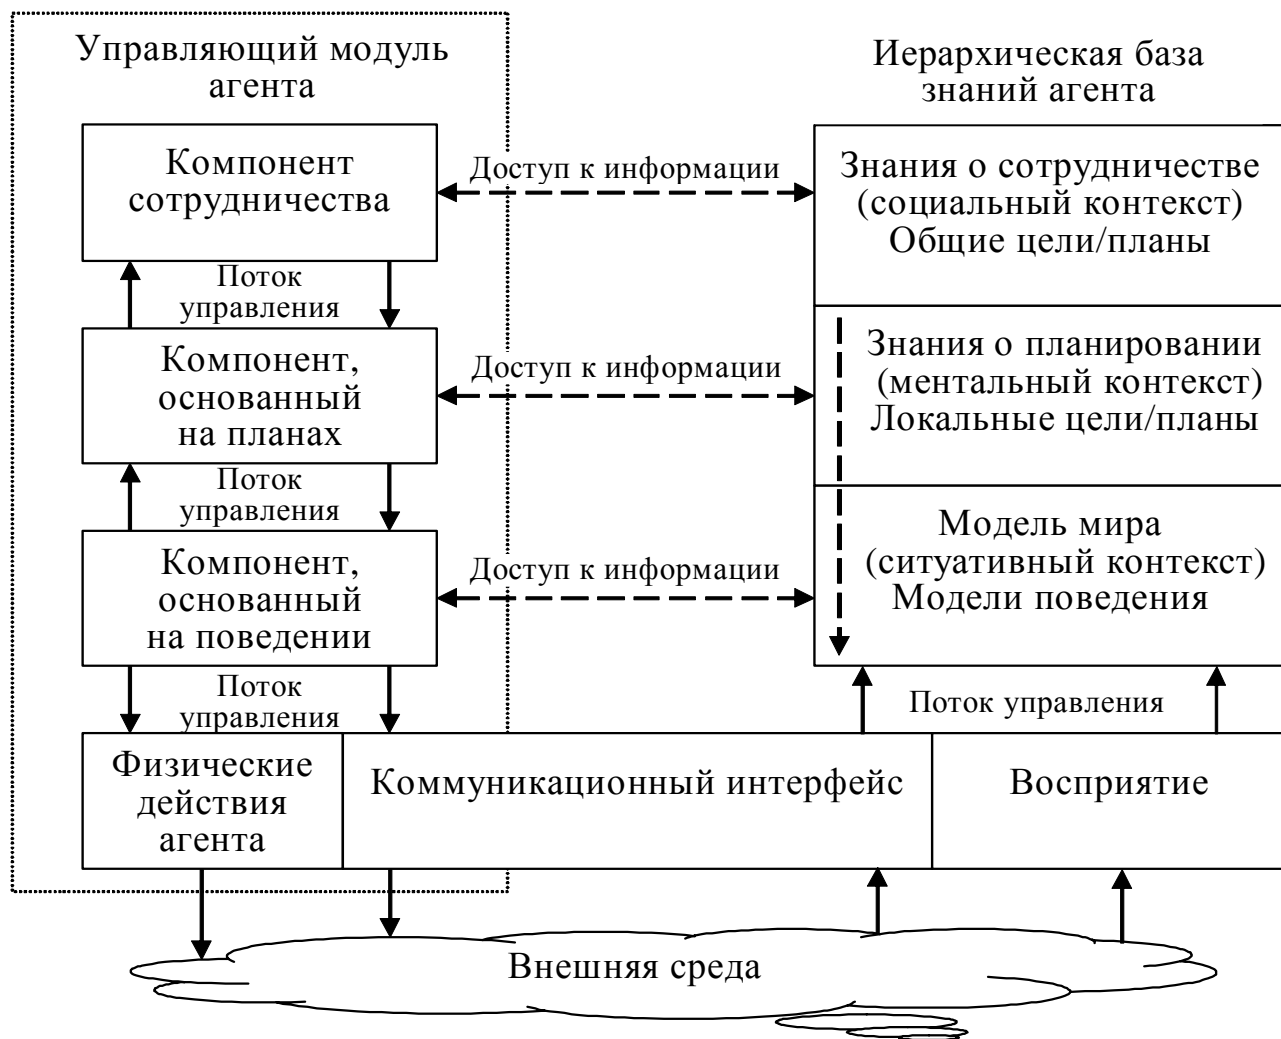 Управляющий модуль
агента
Иерархическая база
знаний агента
Компонент
сотрудничества
Доступ к информации
Знания о сотрудничестве
(социальный контекст)
Общие цели/планы
Поток
управления
Компонент,
основанный
на планах
Доступ к информации
Знания о планировании
(ментальный контекст)
Локальные цели/планы
Поток
управления
Компонент,
основанный
на поведении
Доступ к информации
Модель мира
(ситуативный контекст)
Модели поведения
Поток
управления
Поток управления
Физические
действия
агента
Коммуникационный интерфейс
Восприятие
Внешняя среда